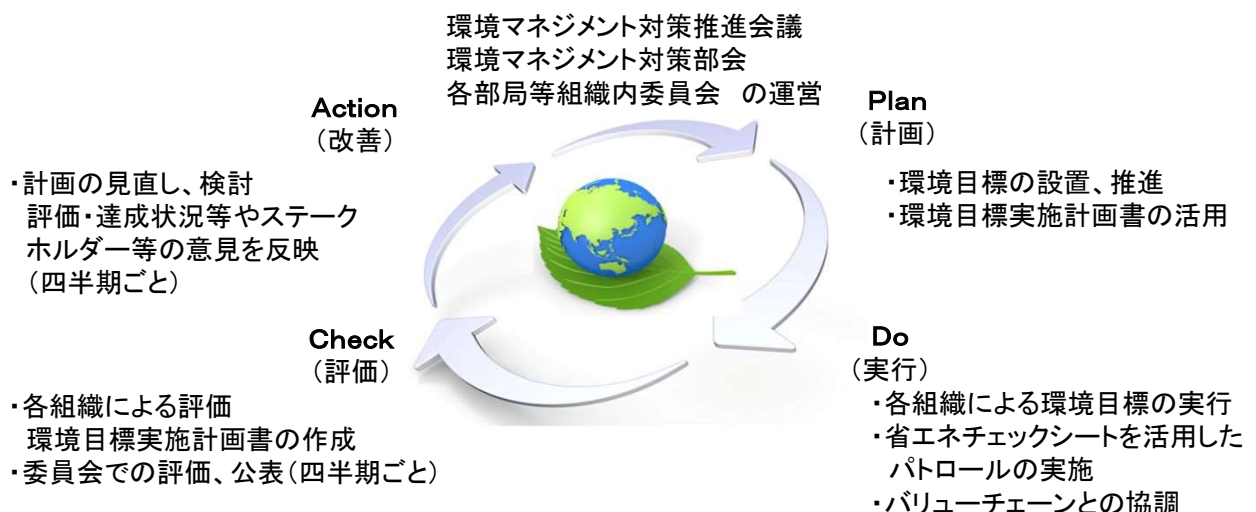 環境マネジメント対策推進会議
環境マネジメント対策部会
各部局等組織内委員会　の運営
Action
（改善）
・計画の見直し、検討
評価・達成状況等やステーク
ホルダー等の意見を反映
（四半期ごと）
Plan
（計画）
・環境目標の設置、推進
・環境目標実施計画書の活用
Check
（評価）
・各組織による評価
環境目標実施計画書の作成
・委員会での評価、公表（四半期ごと）
Do
（実行）
・各組織による環境目標の実行
・省エネチェックシートを活用した
パトロールの実施
・バリューチェーンとの協調